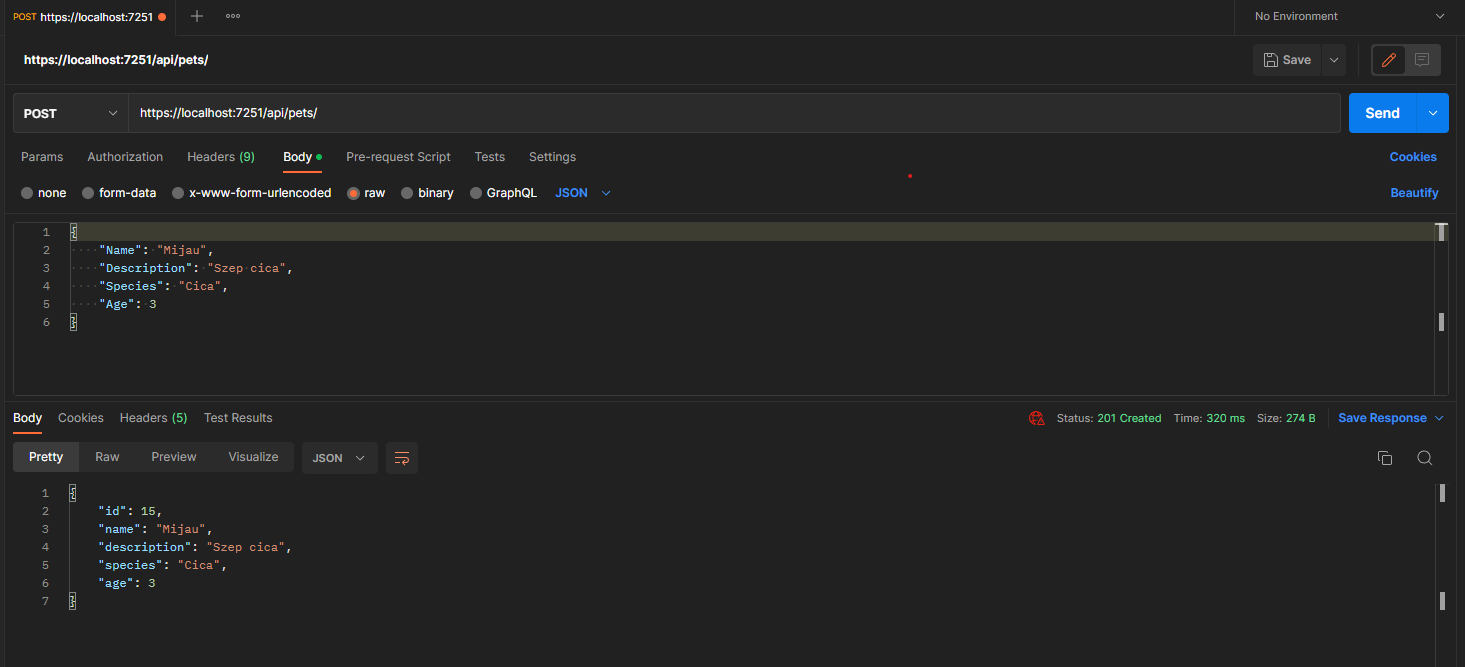 POST https://localhost:7251
No Environment
https://localhost:7251/api/pets/
Save
POST https://localhost:7251/api/pets/ Send
Params Authorization Headers (9) Body Pre-request Script Tests Settings Cookies
none form-data x-www-form-urlencoded raw binary GraphQL JSON Beautify
1 {
2 "Name": "Mijau",
3 "Description": "Szep cica",
4 "Species": "Cica",
5 "Age": 3
6 }
Body Cookies Headers (5) Test Results Status: 201 Created Time: 320 ms Size: 274 B Save Response
Pretty Raw Preview Visualize JSON
1 {
2 "id": 15,
3 "name": "Mijau",
4 "description": "Szep cica",
5 "species": "Cica",
6 "age": 3
7 }